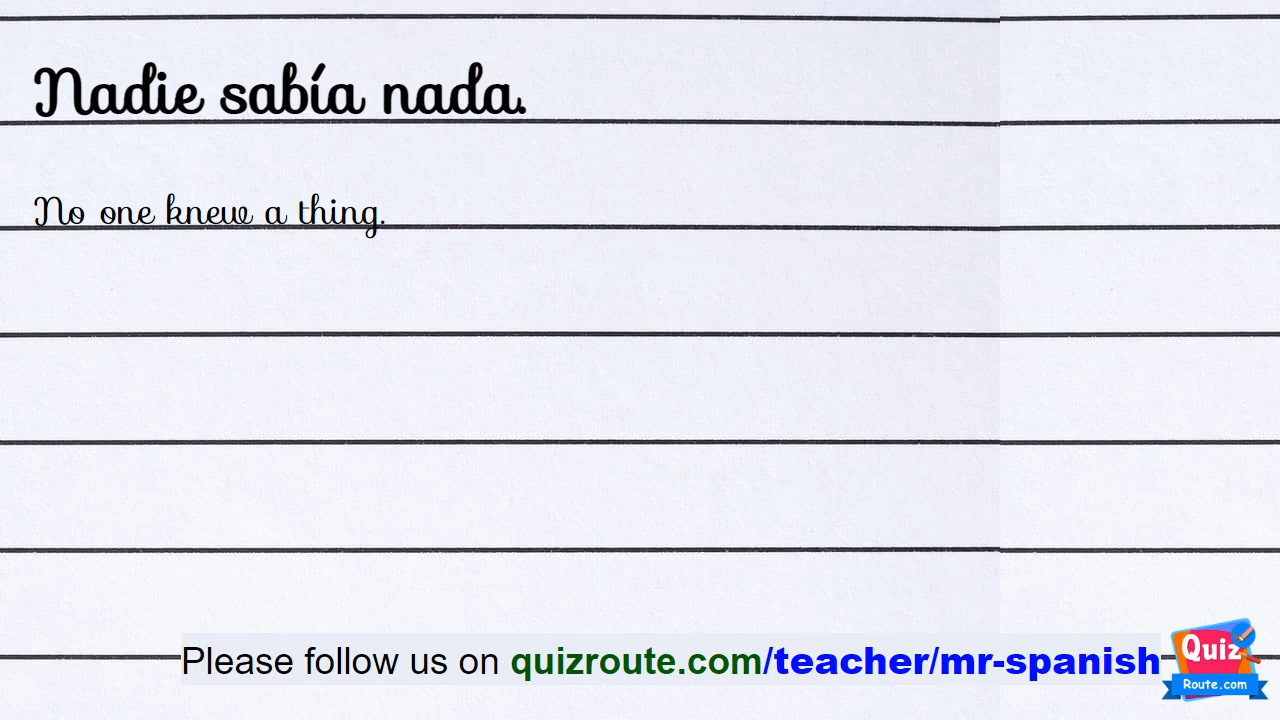 Nadie sabía nada.
No one knew a thing.
Please follow us on quizroute.com/teacher/mr-spanish
Quiz
Route.com